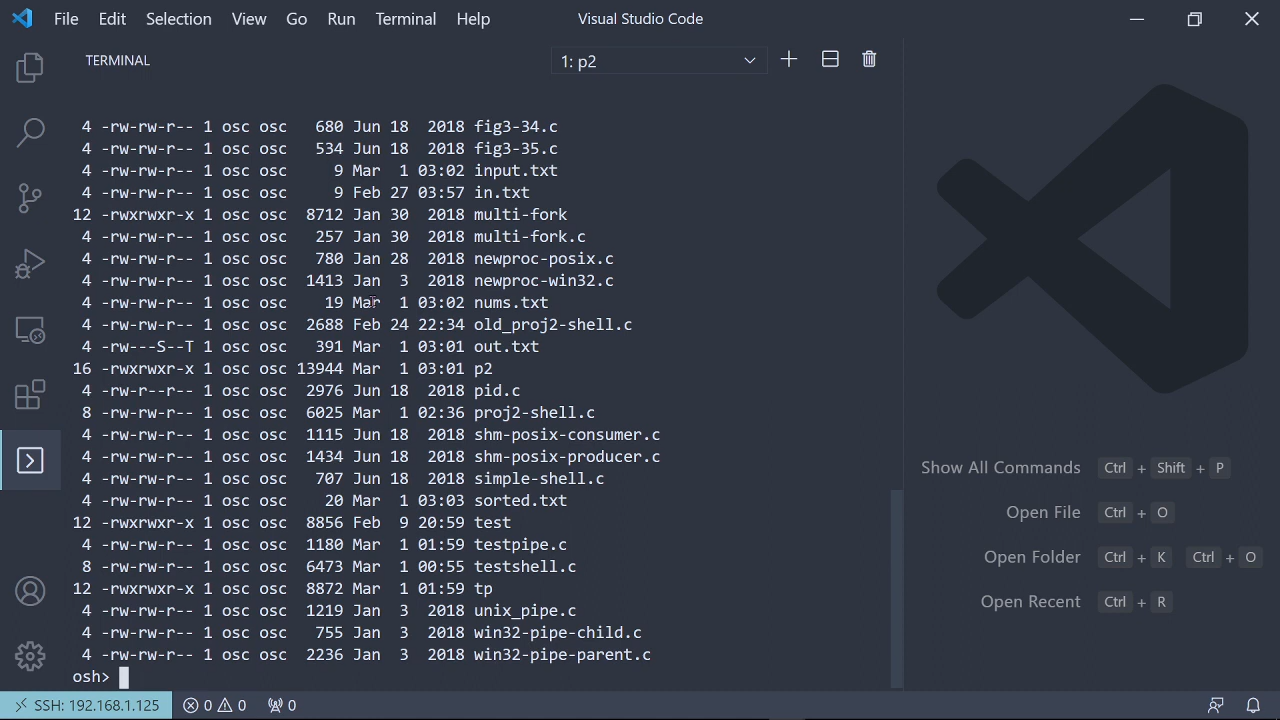 File Edit Selection View Go Run Terminal Help Visual Studio Code
TERMINAL 1: p2
4 -rw-rw-r-- 1 osc osc 680 Jun 18 2018 fig3-34.c
4 -rw-rw-r-- 1 osc osc 534 Jun 18 2018 fig3-35.c
4 -rw-rw-r-- 1 osc osc 9 Mar 1 03:02 input.txt
4 -rw-rw-r-- 1 osc osc 9 Feb 27 03:57 in.txt
12 -rwxrwxr-x 1 osc osc 8712 Jan 30 2018 multi-fork
4 -rw-rw-r-- 1 osc osc 257 Jan 30 2018 multi-fork.c
4 -rw-rw-r-- 1 osc osc 780 Jan 28 2018 newproc-posix.c
4 -rw-rw-r-- 1 osc osc 1413 Jan 3 2018 newproc-win32.c
4 -rw-rw-r-- 1 osc osc 19 Mar 1 03:02 nums.txt
4 -rw-rw-r-- 1 osc osc 2688 Feb 24 22:34 old_proj2-shell.c
4 -rw---S--T 1 osc osc 391 Mar 1 03:01 out.txt
16 -rwxrwxr-x 1 osc osc 13944 Mar 1 03:01 p2
4 -rw-rw-r-- 1 osc osc 2976 Jun 18 2018 pid.c
8 -rw-rw-r-- 1 osc osc 6025 Mar 1 02:36 proj2-shell.c
4 -rw-rw-r-- 1 osc osc 1115 Jun 18 2018 shm-posix-consumer.c
4 -rw-rw-r-- 1 osc osc 1434 Jun 18 2018 shm-posix-producer.c
4 -rw-rw-r-- 1 osc osc 707 Jun 18 2018 simple-shell.c
4 -rw-rw-r-- 1 osc osc 20 Mar 1 03:03 sorted.txt
12 -rwxrwxr-x 1 osc osc 8856 Feb 9 20:59 test
4 -rw-rw-r-- 1 osc osc 1180 Mar 1 01:59 testpipe.c
8 -rw-rw-r-- 1 osc osc 6473 Mar 1 00:55 testshell.c
12 -rwxrwxr-x 1 osc osc 8872 Mar 1 01:59 tp
4 -rw-rw-r-- 1 osc osc 1219 Jan 3 2018 unix_pipe.c
4 -rw-rw-r-- 1 osc osc 755 Jan 3 2018 win32-pipe-child.c
4 -rw-rw-r-- 1 osc osc 2236 Jan 3 2018 win32-pipe-parent.c
osh>
Show All Commands Ctrl + Shift + P
Open File Ctrl + O
Open Folder Ctrl + K Ctrl + O
Open Recent Ctrl + R
SSH: 192.168.1.125 0 0 0